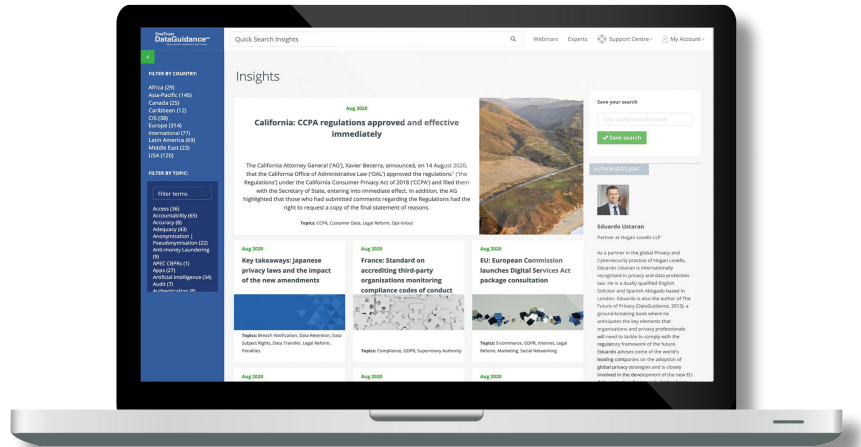 OneTrust
DataGuidance™
Quick Search Insights
Webinars
Experts
Support Centre
My Account
FILTER BY COUNTRY:
Africa (29)
Asia-Pacific (146)
Canada (25)
Caribbean (12)
CIS (38)
Europe (314)
International (77)
Latin America (69)
Middle East (23)
USA (120)
FILTER BY TOPIC:
Filter terms
Access (36)
Accountability (65)
Accuracy (8)
Adequacy (43)
Anonymisation |
Pseudonymisation (22)
Anti-money Laundering
(9)
APEC CBPRs (1)
Apps (27)
Artificial Intelligence (34)
Audit (7)
Insights
Aug 2020
California: CCPA regulations approved and effective
immediately
The California Attorney General ('AG'), Xavier Becerra, announced, on 14 August 2020,
that the California Office of Administrative Law ('OAL') approved the regulations¹ ('the
Regulations') under the California Consumer Privacy Act of 2018 ('CCPA') and filed them
with the Secretary of State, entering into immediate effect. In addition, the AG
highlighted that those who had submitted comments regarding the Regulations had the
right to request a copy of the final statement of reasons.
Topics: CCPA, Customer Data, Legal Reform, Opt-in/out
Aug 2020
Key takeaways: Japanese
privacy laws and the impact
of the new amendments
Topics: Breach Notification, Data Retention, Data
Subject Rights, Data Transfer, Legal Reform,
Penalties
Aug 2020
France: Standard on
accrediting third-party
organisations monitoring
compliance codes of conduct
Topics: Compliance, GDPR, Supervisory Authority
Aug 2020
EU: European Commission
launches Digital Services Act
package consultation
Topics: E-commerce, GDPR, Internet, Legal
Reform, Marketing, Social Networking
Aug 2020
Aug 2020
Aug 2020
Save your search
Your saved search name
Save search
AUTHOR SPOTLIGHT
Eduardo Ustaran
Partner at Hogan Lovells LLP
As a partner in the global Privacy and
Cybersecurity practice of Hogan Lovells,
Eduardo Ustaran is internationally
recognised in privacy and data protection
law. He is a dually qualified English
Solicitor and Spanish Abogado based in
London. Eduardo is also the author of The
Future of Privacy (DataGuidance, 2013), a
ground-breaking book where he
anticipates the key elements that
organisations and privacy professionals
will need to tackle to comply with the
regulatory framework of the future.
Eduardo advises some of the world's
leading companies on the adoption of
global privacy strategies and is closely
involved in the development of the new EU